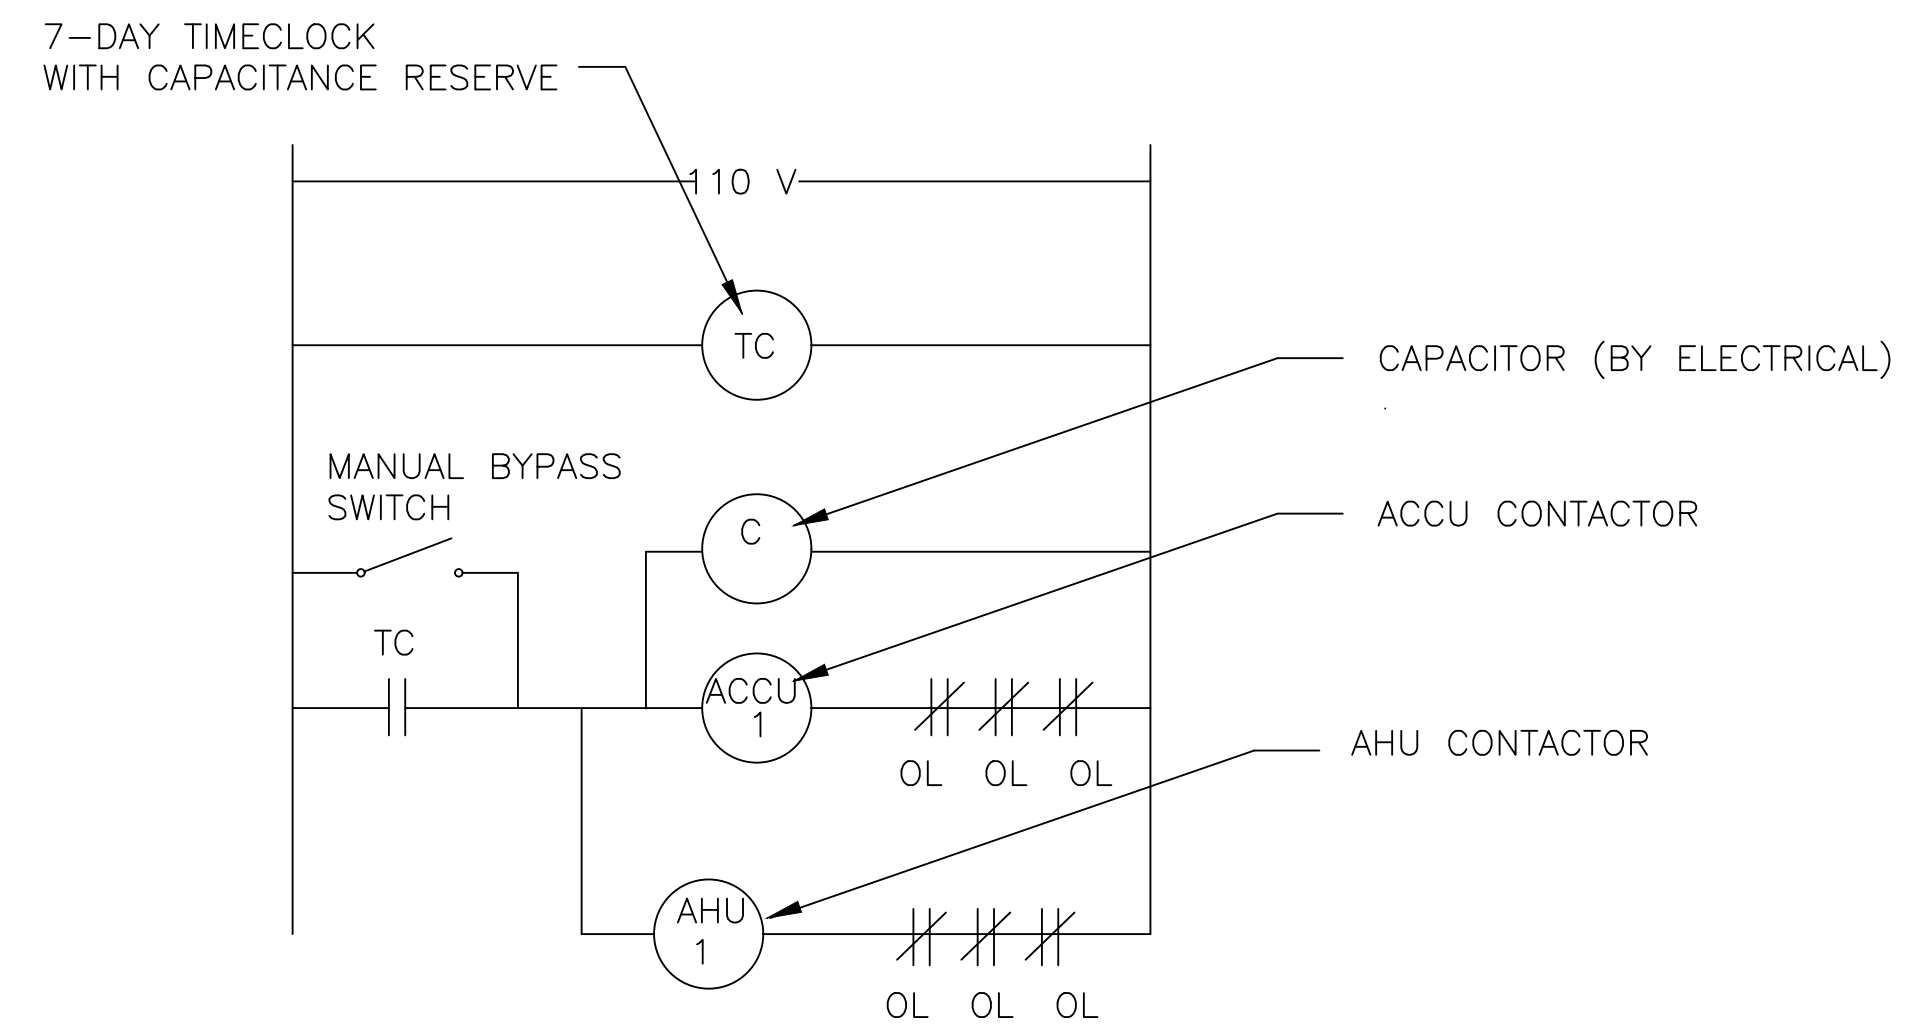 7-DAY TIMECLOCK
WITH CAPACITANCE RESERVE
110 V
TC
CAPACITOR (BY ELECTRICAL)
MANUAL BYPASS
SWITCH
C
ACCU CONTACTOR
TC
ACCU
1
OL OL OL
AHU CONTACTOR
AHU
1
OL OL OL